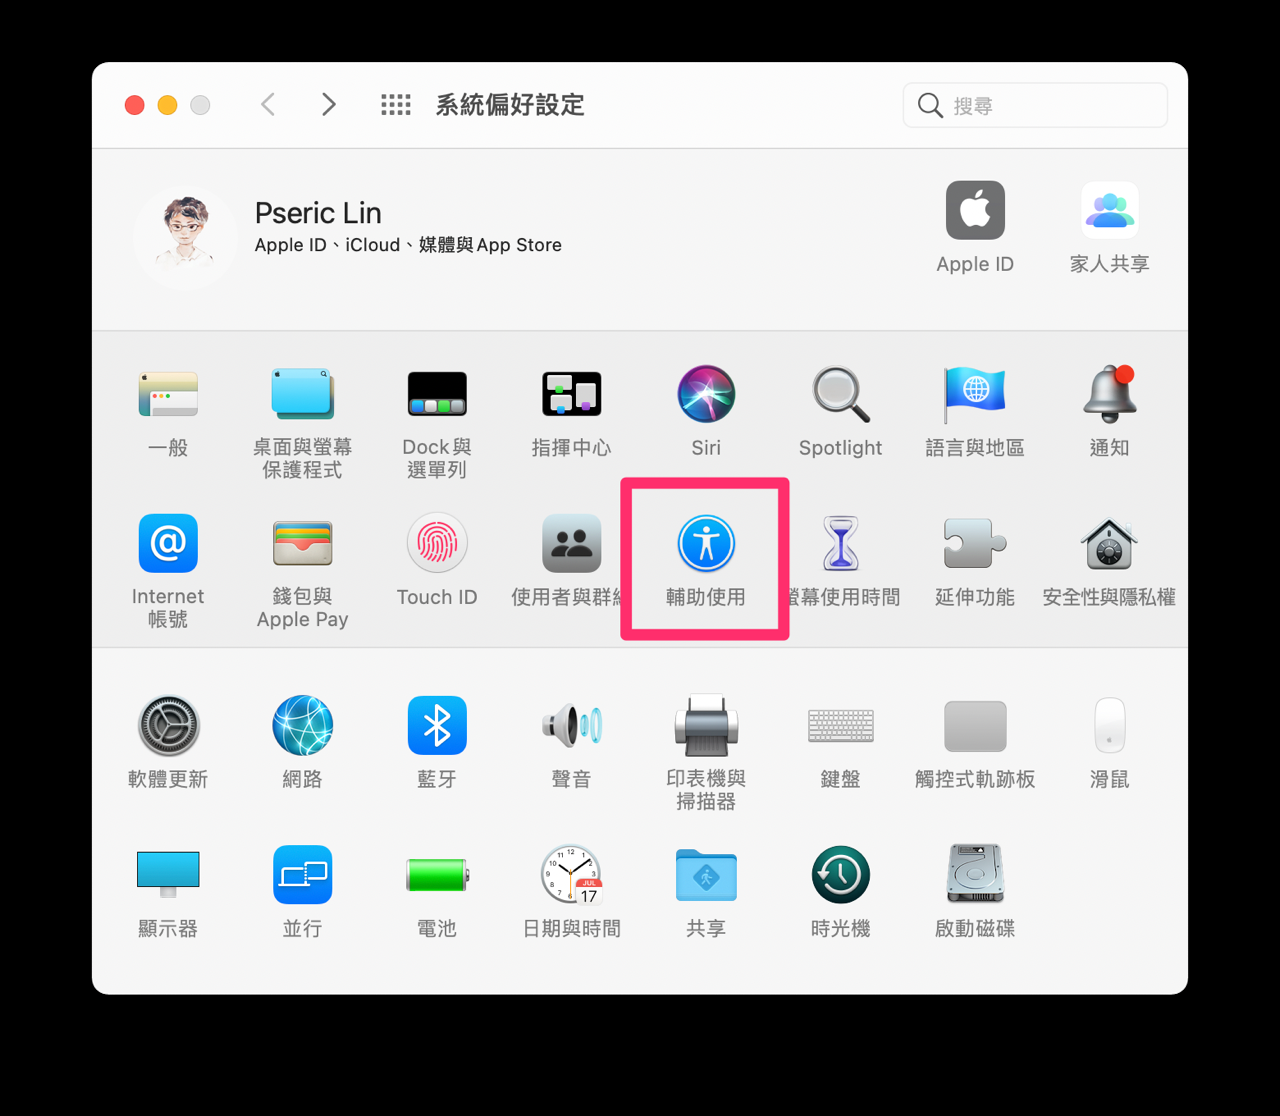 系統偏好設定
搜尋
Pseric Lin
Apple ID、iCloud、媒體與App Store
Apple ID
家人共享
一般
桌面與螢幕
保護程式
Dock與
選單列
指揮中心
Siri
Spotlight
語言與地區
通知
Internet
帳號
錢包與
Apple Pay
Touch ID
使用者與群
輔助使用
幕使用時間
延伸功能
安全性與隱私權
軟體更新
網路
藍牙
聲音
印表機與
掃描器
鍵盤
觸控式軌跡板
滑鼠
顯示器
並行
電池
JUL
17
日期與時間
共享
時光機
啟動磁碟